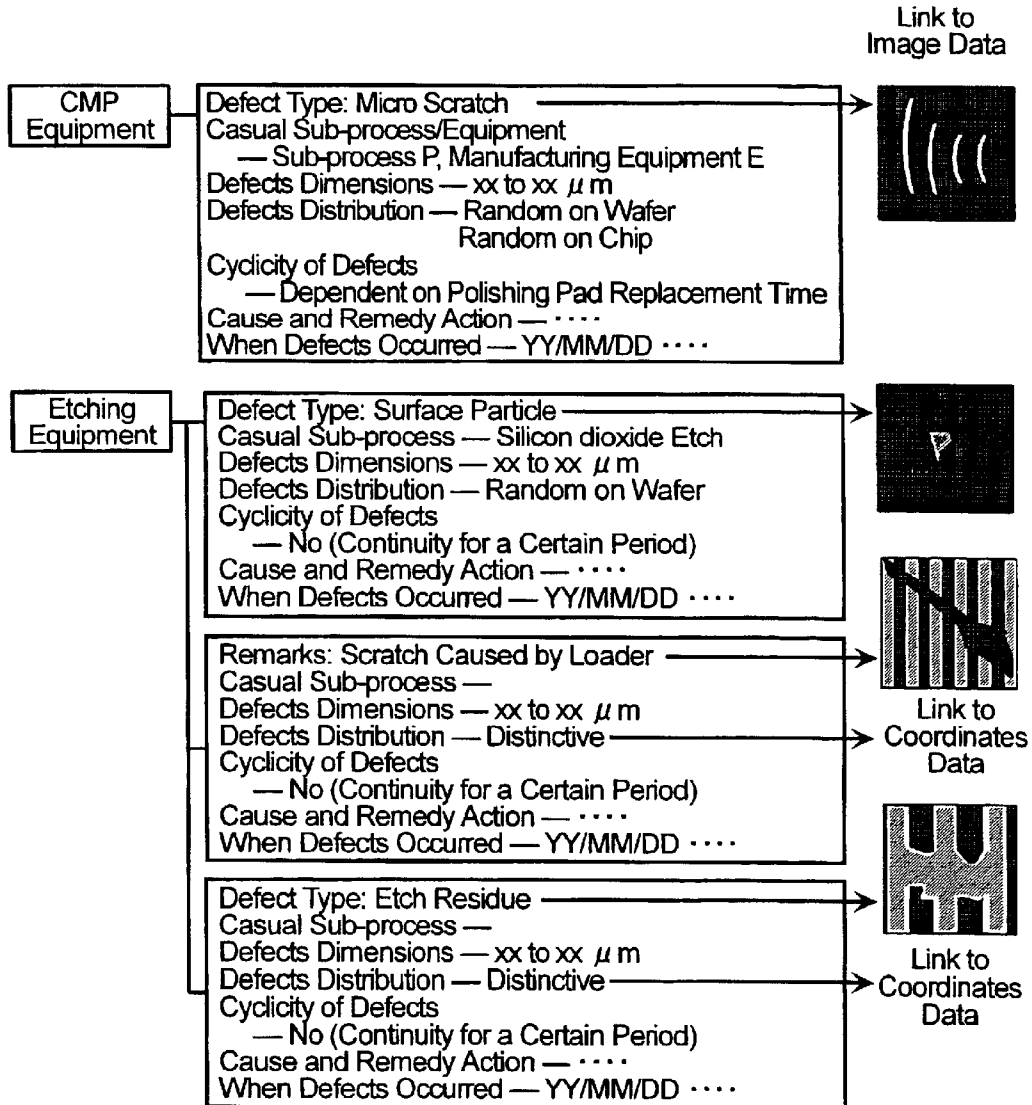 Link to
Image Data
CMP
Equipment
Defect Type: Micro Scratch
Casual Sub-process/Equipment
— Sub-process P, Manufacturing Equipment E
Defects Dimensions — xx to xx μm
Defects Distribution — Random on Wafer
Random on Chip
Cyclicity of Defects
— Dependent on Polishing Pad Replacement Time
Cause and Remedy Action — ····
When Defects Occurred — YY/MM/DD ····
Etching
Equipment
Defect Type: Surface Particle
Casual Sub-process — Silicon dioxide Etch
Defects Dimensions — xx to xx μm
Defects Distribution — Random on Wafer
Cyclicity of Defects
— No (Continuity for a Certain Period)
Cause and Remedy Action — ····
When Defects Occurred — YY/MM/DD ····
Remarks: Scratch Caused by Loader
Casual Sub-process —
Defects Dimensions — xx to xx μm
Defects Distribution — Distinctive
Cyclicity of Defects
— No (Continuity for a Certain Period)
Cause and Remedy Action — ····
When Defects Occurred — YY/MM/DD ····
Link to
Coordinates
Data
Defect Type: Etch Residue
Casual Sub-process —
Defects Dimensions — xx to xx μm
Defects Distribution — Distinctive
Cyclicity of Defects
— No (Continuity for a Certain Period)
Cause and Remedy Action — ····
When Defects Occurred — YY/MM/DD ····
Link to
Coordinates
Data